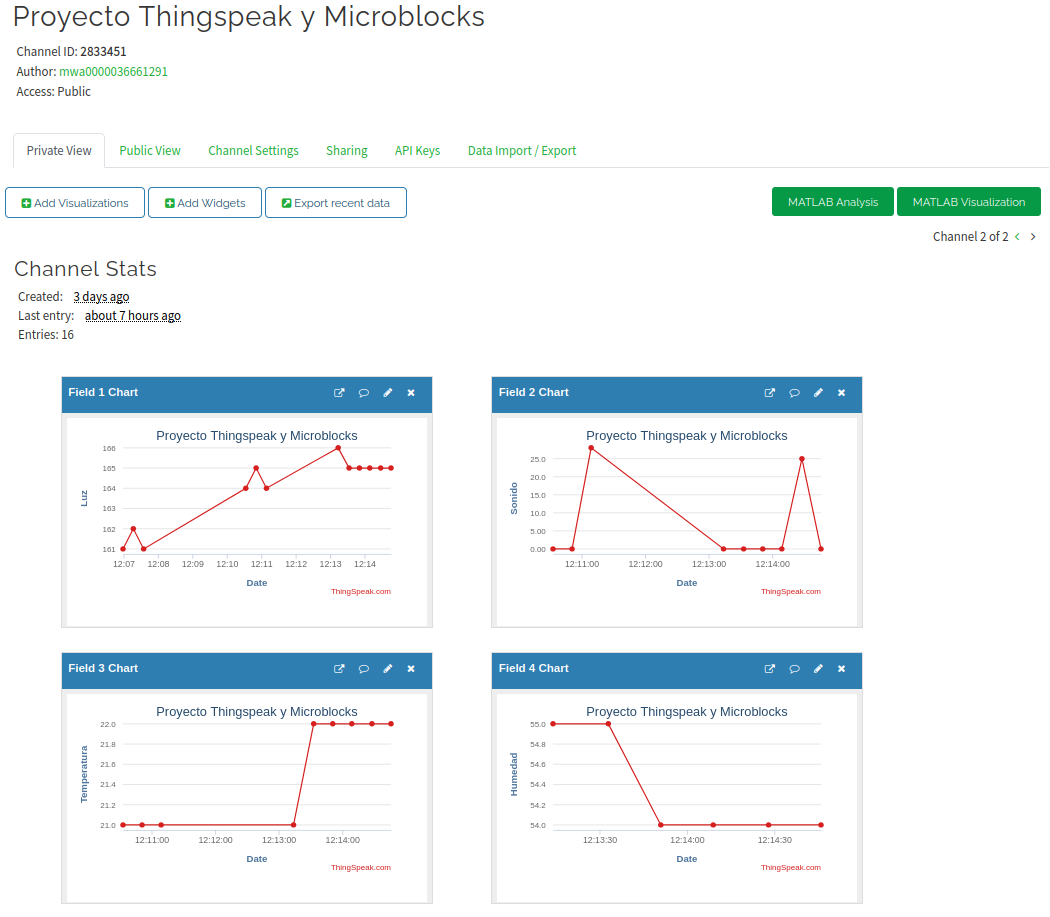 Proyecto Thingspeak y Microblocks
Channel ID: 2833451
Author: mwa0000036661291
Access: Public
Private View Public View Channel Settings Sharing API Keys Data Import / Export
Add Visualizations Add Widgets Export recent data MATLAB Analysis MATLAB Visualization
Channel 2 of 2 < >
Channel Stats
Created: 3 days ago
Last entry: about 7 hours ago
Entries: 16
Field 1 Chart
Proyecto Thingspeak y Microblocks
Luz
166
165
164
163
162
161
12:07 12:08 12:09 12:10 12:11 12:12 12:13 12:14
Date
ThingSpeak.com
Field 2 Chart
Proyecto Thingspeak y Microblocks
Sonido
25.0
20.0
15.0
10.0
5.00
0.00
12:11:00 12:12:00 12:13:00 12:14:00
Date
ThingSpeak.com
Field 3 Chart
Proyecto Thingspeak y Microblocks
Temperatura
22.0
21.8
21.6
21.4
21.2
21.0
12:11:00 12:12:00 12:13:00 12:14:00
Date
ThingSpeak.com
Field 4 Chart
Proyecto Thingspeak y Microblocks
Humedad
55.0
54.8
54.6
54.4
54.2
54.0
12:13:30 12:14:00 12:14:30
Date
ThingSpeak.com